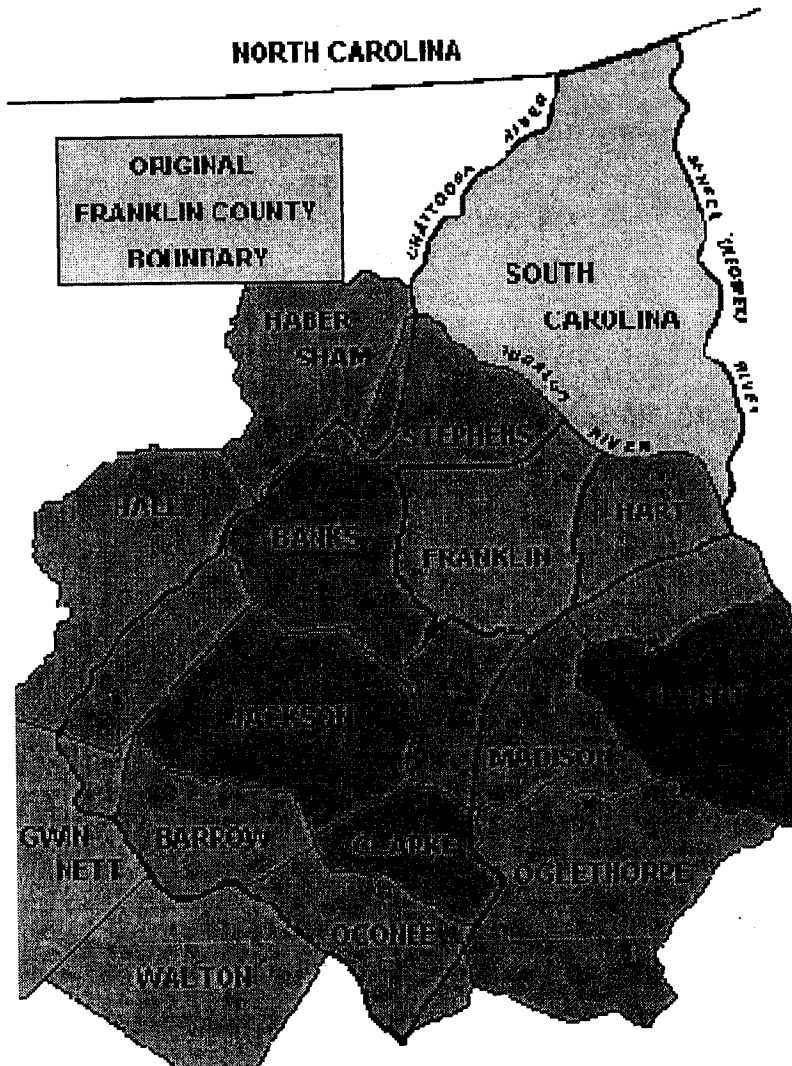 NORTH CAROLINA
ORIGINAL
FRANKLIN COUNTY
BOUNDARY
CHATTOOGA RIVER
SOUTH
CAROLINA
HABER
SHAM
RIVER
STEPHENS
HALL
BANKS
FRANKLIN
HART
JACKSON
MADISON
GWIN
NETT
BARROW
CLARKE
OGLETHORPE
OCONEE
WALTON